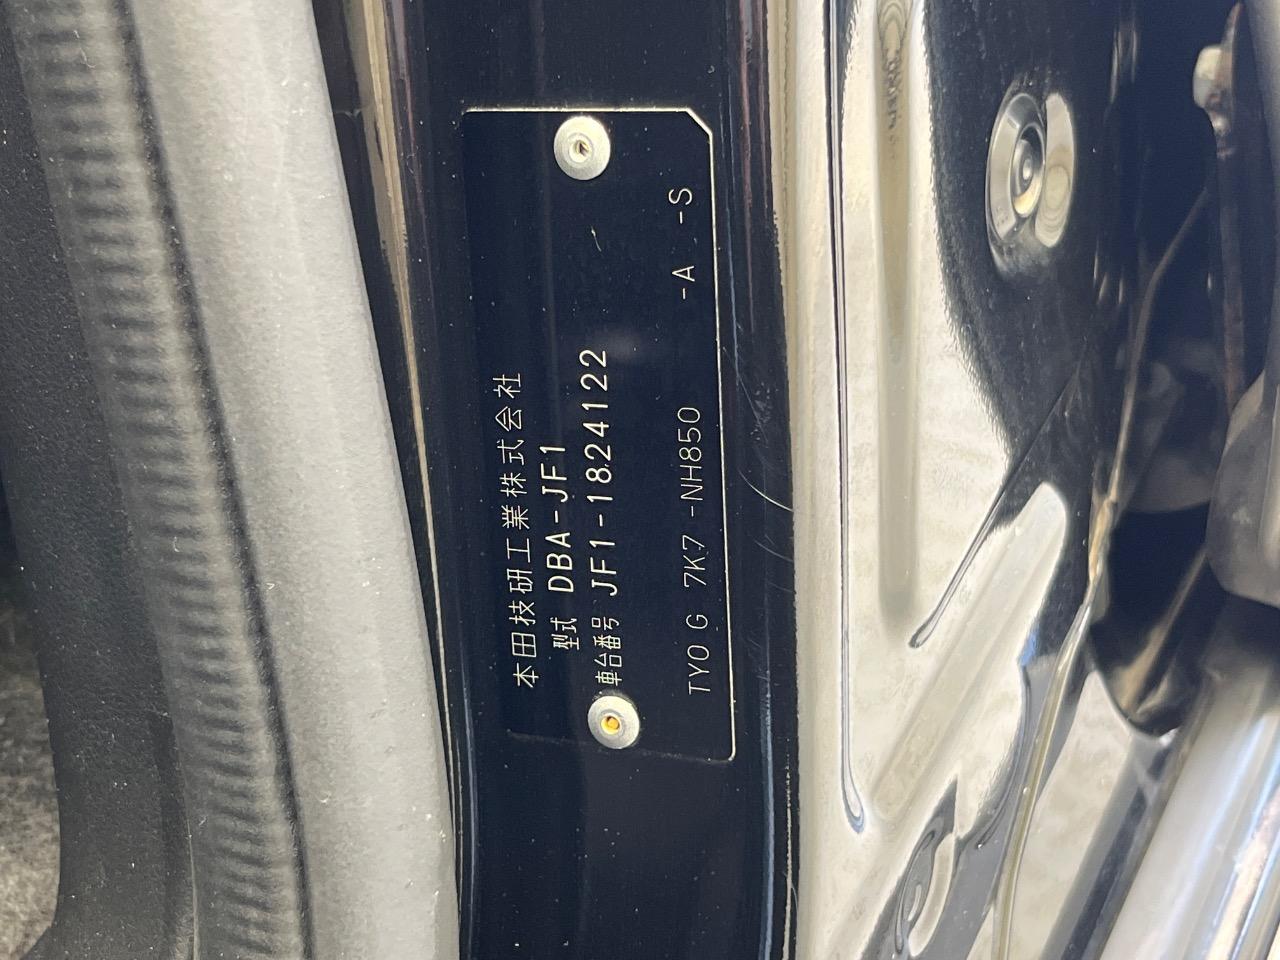 本田技研工業株式会社
型式 DBA-JF1
車台番号 JF1-1824122
TYO G 7K7 -NH850 -A -S